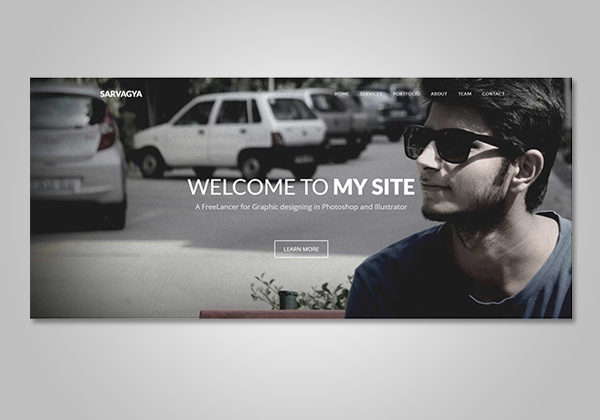 SARVAGYA
HOME SERVICES PORTFOLIO ABOUT TEAM CONTACT
WELCOME TO MY SITE
A FreeLancer for Graphic designing in Photoshop and Illustrator
LEARN MORE